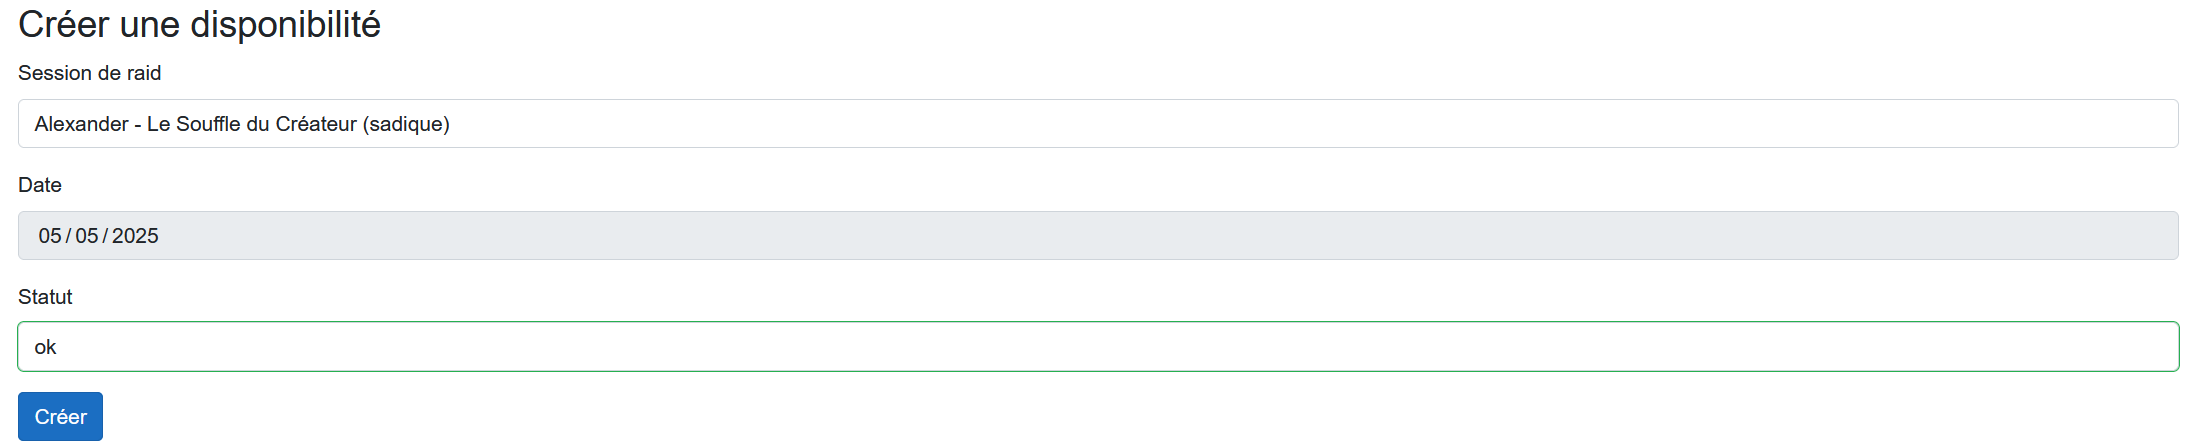 Créer une disponibilité
Session de raid
Alexander - Le Souffle du Créateur (sadique)
Date
05/05/2025
Statut
ok
Créer